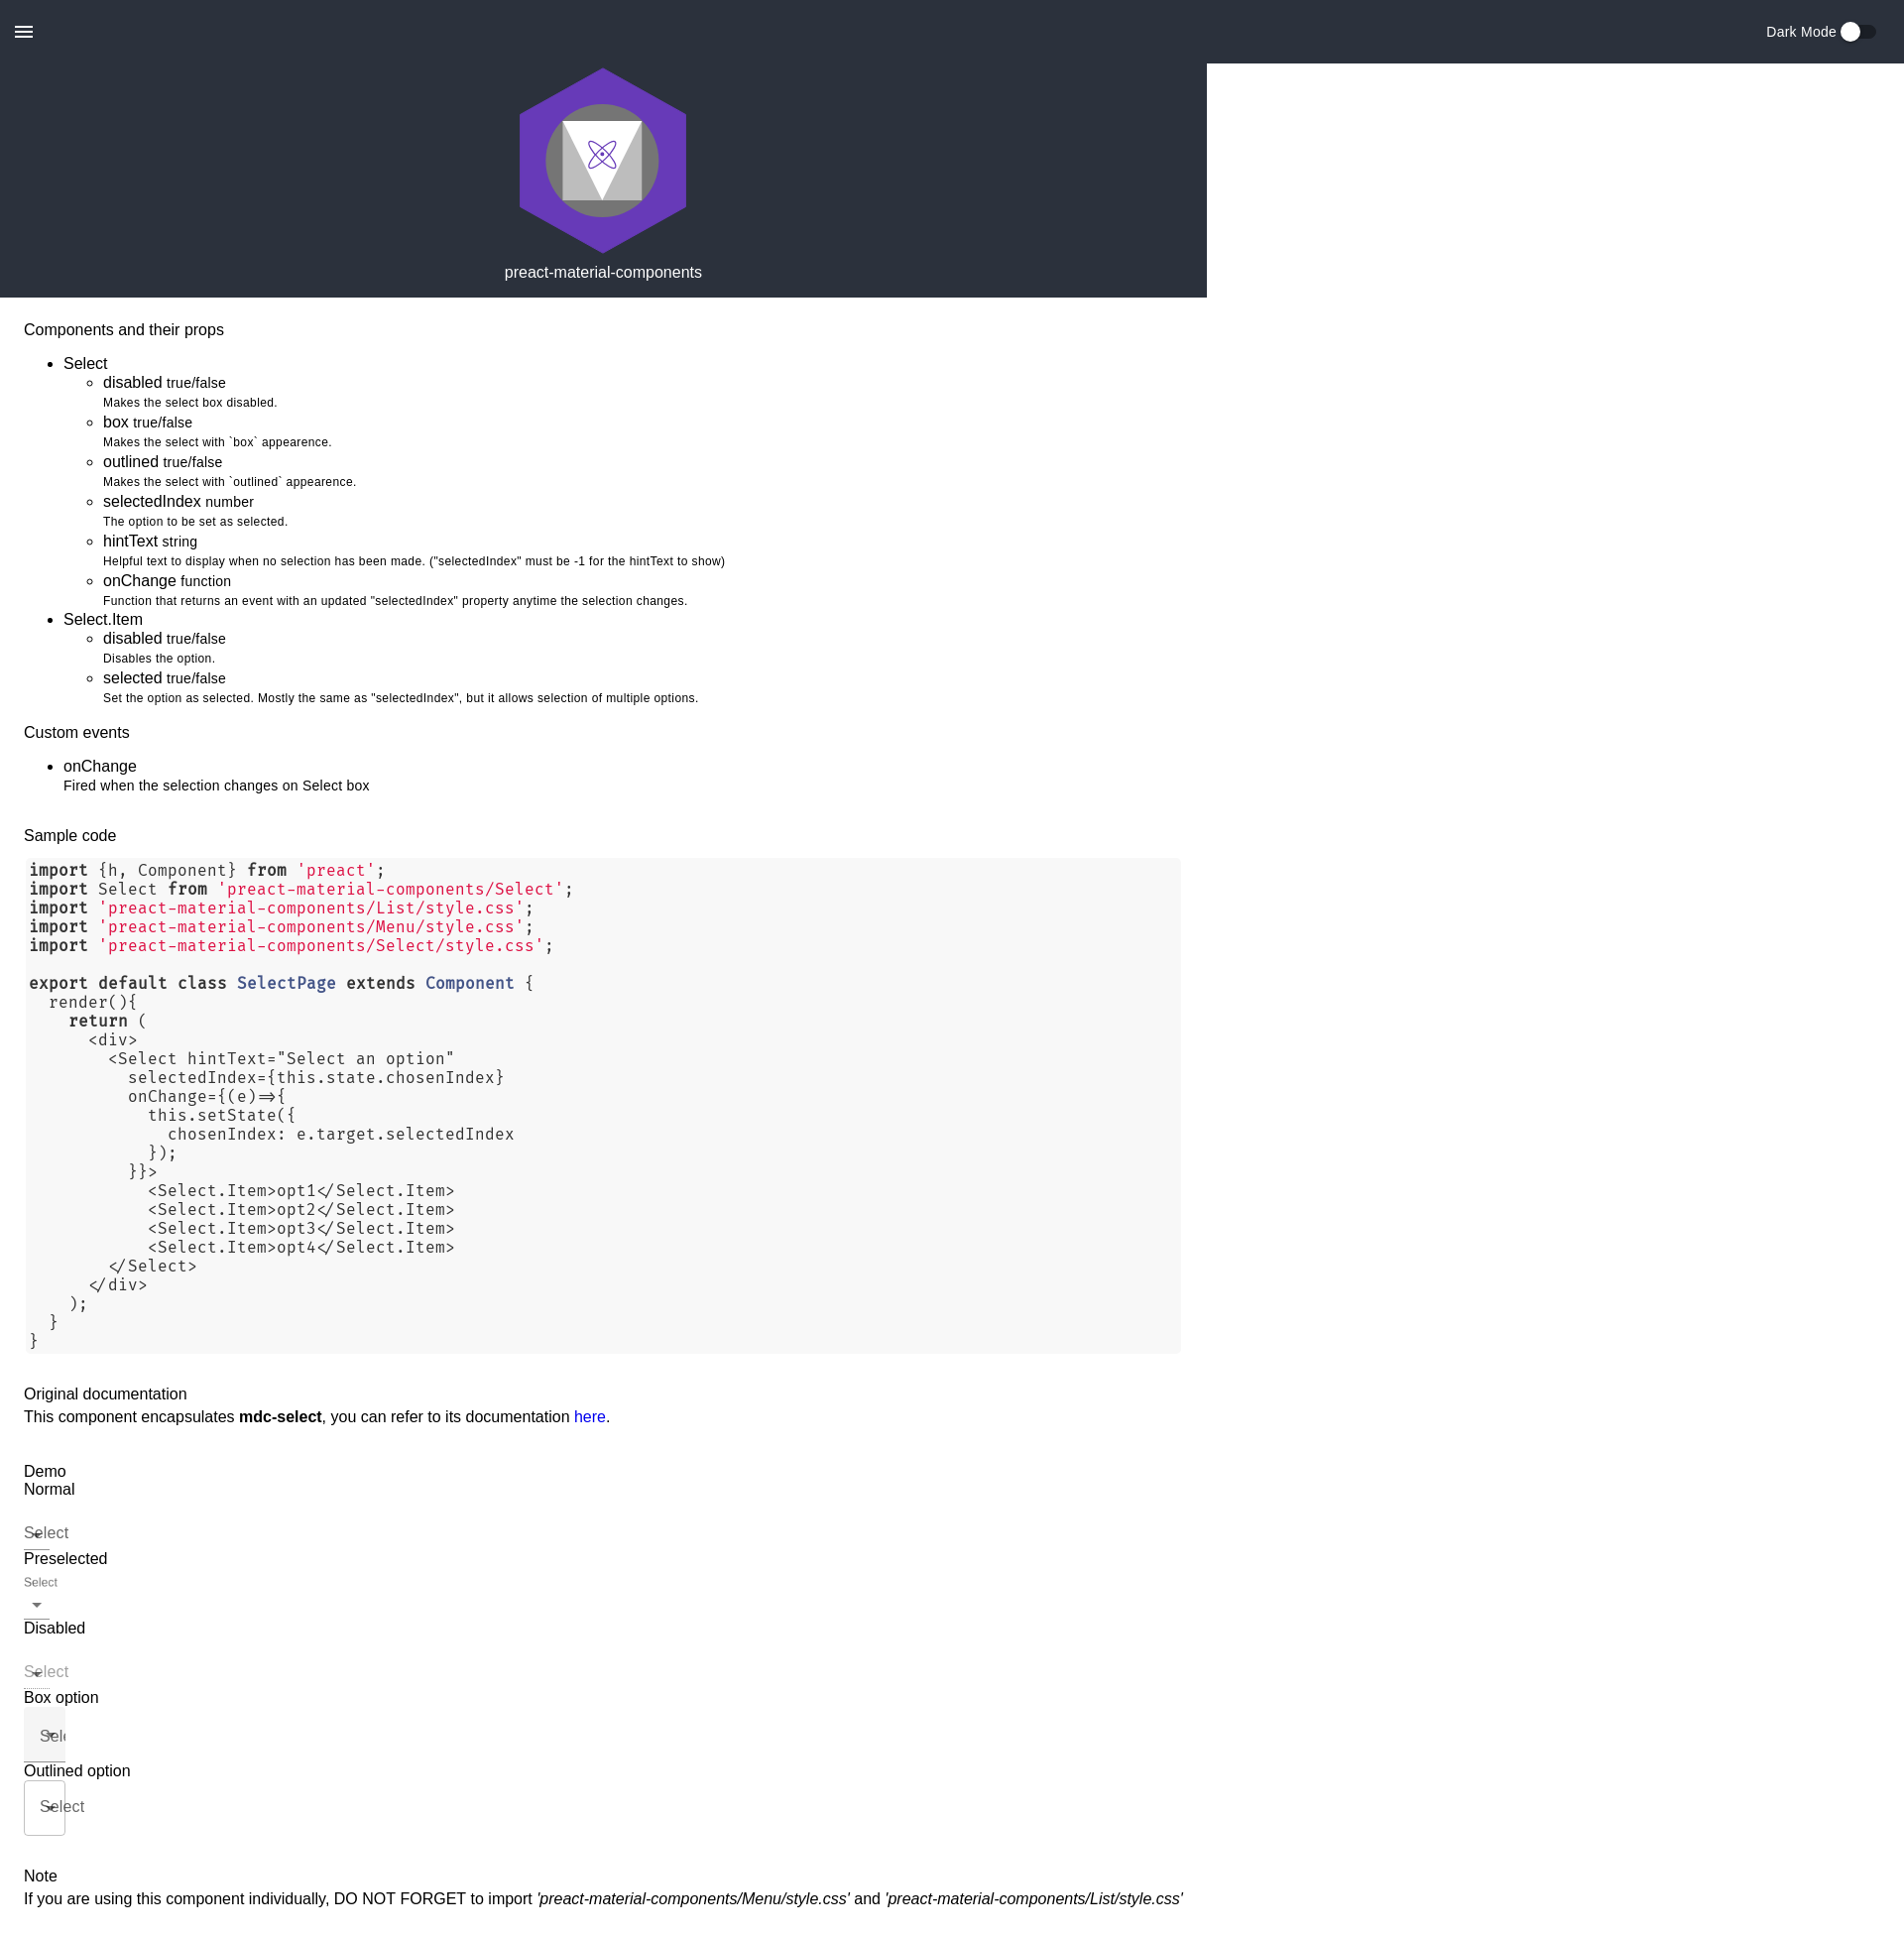 Dark Mode
preact-material-components
Components and their props
Select
disabled true/false
Makes the select box disabled.
box true/false
Makes the select with `box` appearence.
outlined true/false
Makes the select with `outlined` appearence.
selectedIndex number
The option to be set as selected.
hintText string
Helpful text to display when no selection has been made. ("selectedIndex" must be -1 for the hintText to show)
onChange function
Function that returns an event with an updated "selectedIndex" property anytime the selection changes.
Select.Item
disabled true/false
Disables the option.
selected true/false
Set the option as selected. Mostly the same as "selectedIndex", but it allows selection of multiple options.
Custom events
onChange
Fired when the selection changes on Select box
Sample code
import {h, Component} from 'preact';
import Select from 'preact-material-components/Select';
import 'preact-material-components/List/style.css';
import 'preact-material-components/Menu/style.css';
import 'preact-material-components/Select/style.css';
export default class SelectPage extends Component {
render(){
return (
<div>
<Select hintText="Select an option"
selectedIndex={this.state.chosenIndex}
onChange={(e)=>{
this.setState({
chosenIndex: e.target.selectedIndex
});
}}>
<Select.Item>opt1</Select.Item>
<Select.Item>opt2</Select.Item>
<Select.Item>opt3</Select.Item>
<Select.Item>opt4</Select.Item>
</Select>
</div>
);
}
}
Original documentation
This component encapsulates mdc-select, you can refer to its documentation here.
Demo
Normal
Select
Preselected
Select
Disabled
Select
Box option
Sele
Outlined option
Select
Note
If you are using this component individually, DO NOT FORGET to import 'preact-material-components/Menu/style.css' and 'preact-material-components/List/style.css'